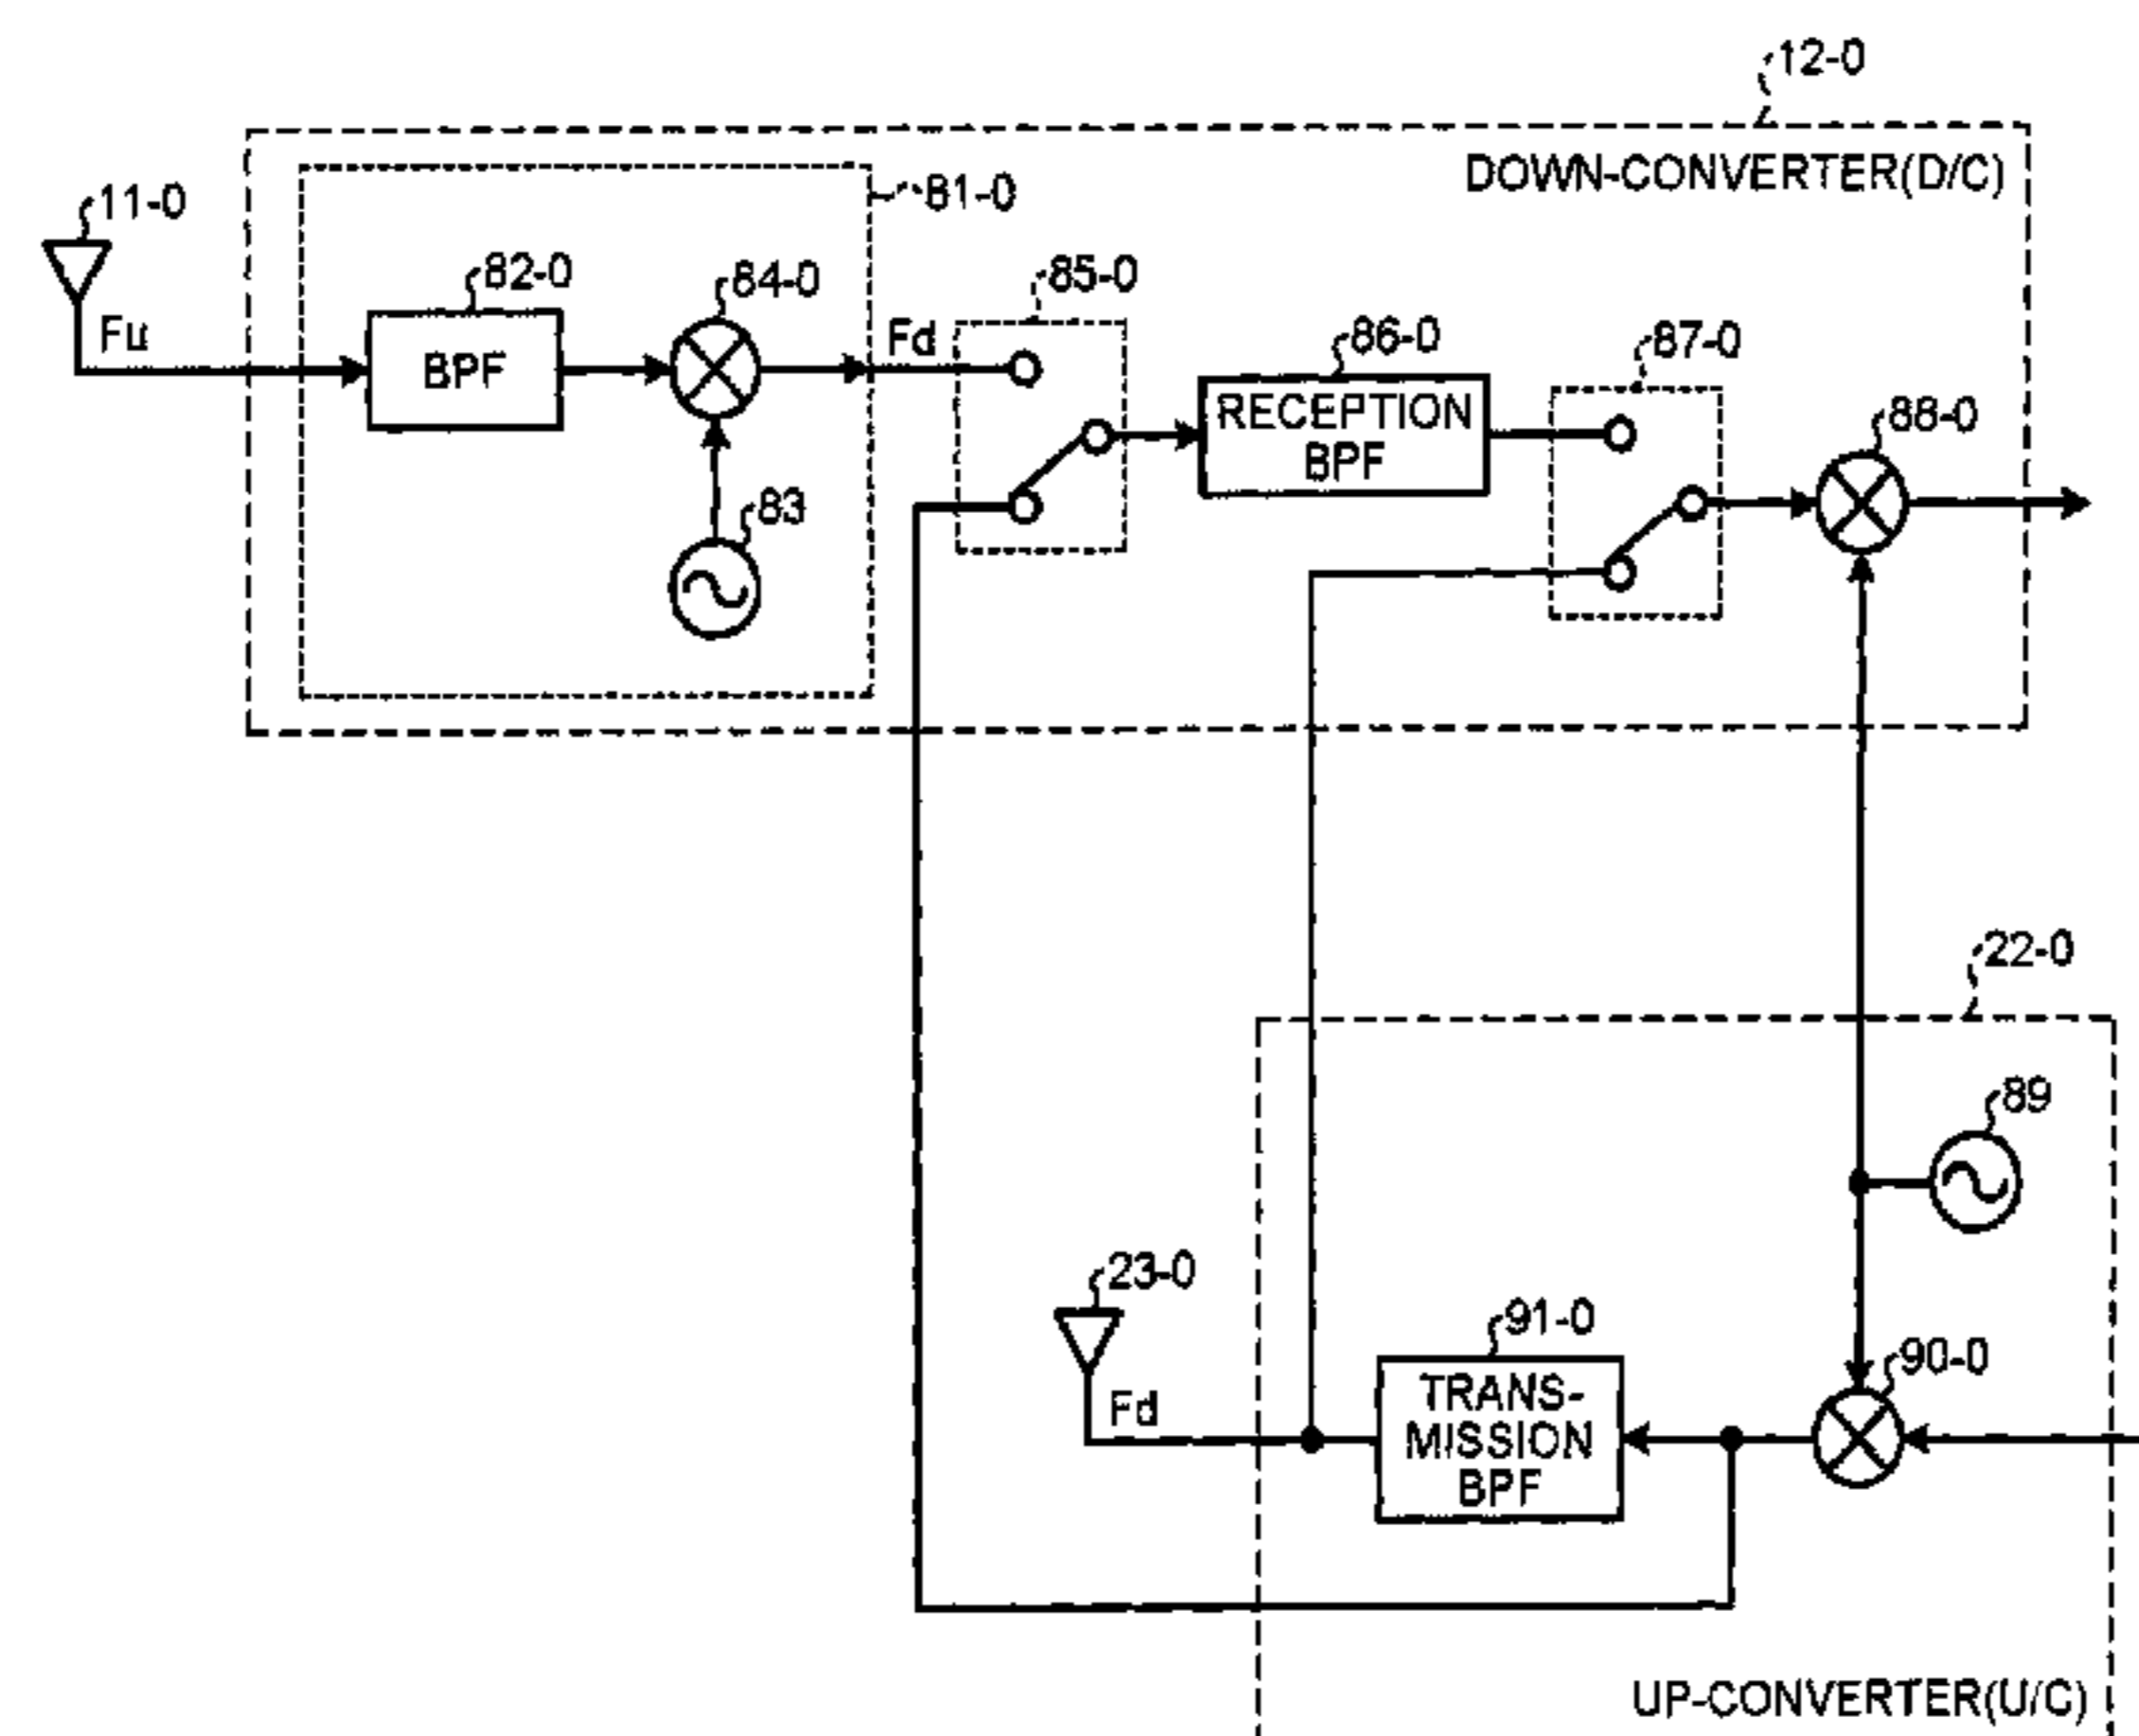 12-0
DOWN-CONVERTER(D/C)
11-0
81-0
82-0
84-0
85-0
Fu
BPF
Fd
86-0
87-0
RECEPTION
BPF
88-0
83
22-0
89
23-0
91-0
90-0
Fd
TRANS-
MISSION
BPF
UP-CONVERTER(U/C)